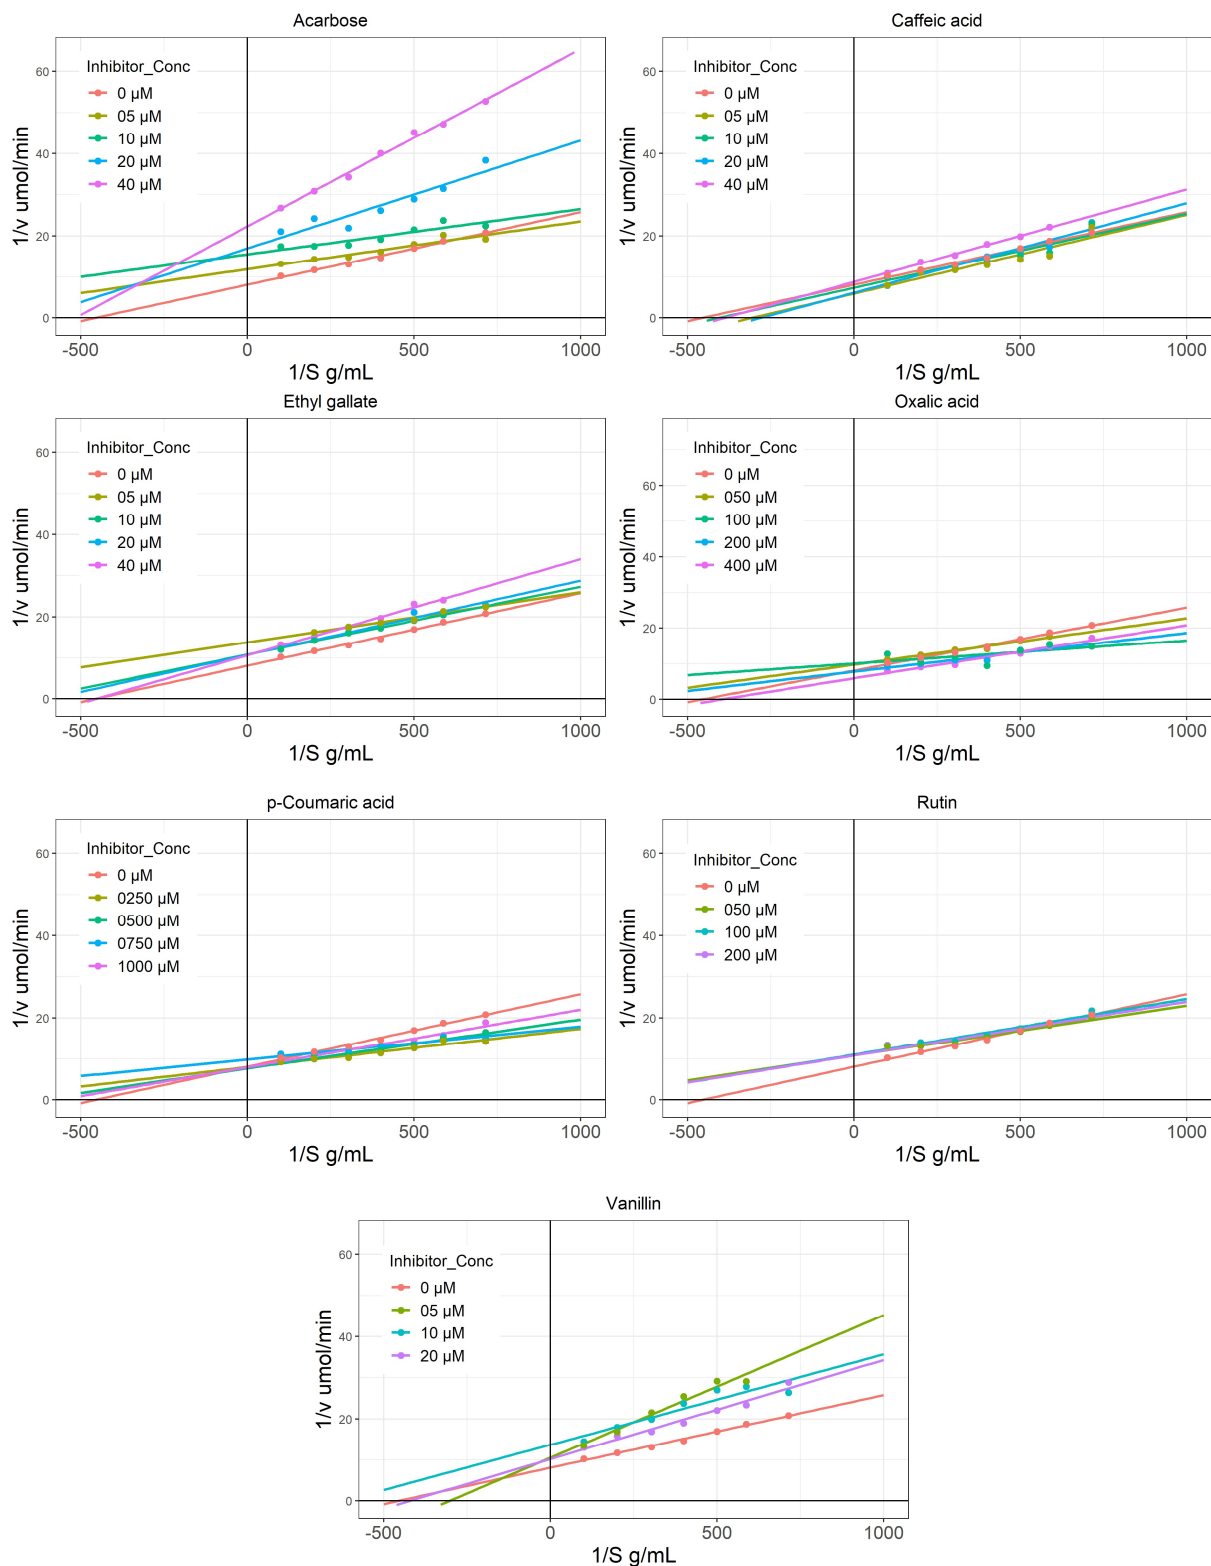 Acarbose
Inhibitor_Conc
0 µM
05 µM
10 µM
20 µM
40 µM
60
40
20
0
-500 0 500 1000
1/v umol/min
1/S g/mL
Caffeic acid
Inhibitor_Conc
0 µM
05 µM
10 µM
20 µM
40 µM
60
40
20
0
-500 0 500 1000
1/v umol/min
1/S g/mL
Ethyl gallate
Inhibitor_Conc
0 µM
05 µM
10 µM
20 µM
40 µM
60
40
20
0
-500 0 500 1000
1/v umol/min
1/S g/mL
Oxalic acid
Inhibitor_Conc
0 µM
050 µM
100 µM
200 µM
400 µM
60
40
20
0
-500 0 500 1000
1/v umol/min
1/S g/mL
p-Coumaric acid
Inhibitor_Conc
0 µM
0250 µM
0500 µM
0750 µM
1000 µM
60
40
20
0
-500 0 500 1000
1/v umol/min
1/S g/mL
Rutin
Inhibitor_Conc
0 µM
050 µM
100 µM
200 µM
60
40
20
0
-500 0 500 1000
1/v umol/min
1/S g/mL
Vanillin
Inhibitor_Conc
0 µM
05 µM
10 µM
20 µM
60
40
20
0
-500 0 500 1000
1/v umol/min
1/S g/mL